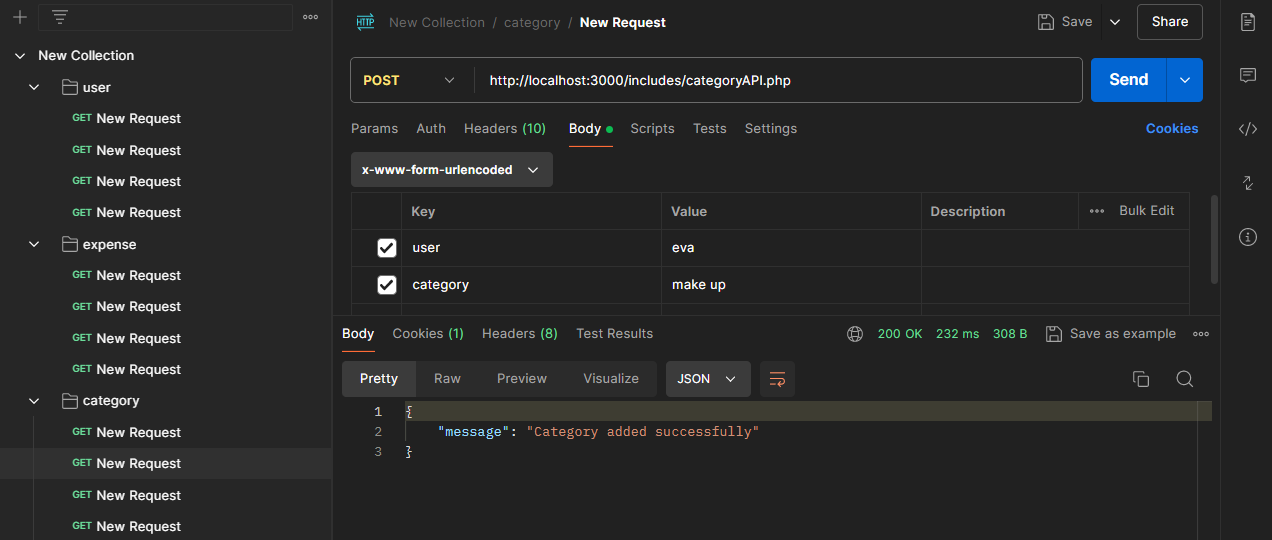 New Collection
user
GET New Request
GET New Request
GET New Request
GET New Request
expense
GET New Request
GET New Request
GET New Request
GET New Request
category
GET New Request
GET New Request
GET New Request
GET New Request
HTTP New Collection / category / New Request Save Share
POST http://localhost:3000/includes/categoryAPI.php Send
Params Auth Headers (10) Body Scripts Tests Settings Cookies
x-www-form-urlencoded
Key Value Description Bulk Edit
user eva
category make up
Body Cookies (1) Headers (8) Test Results 200 OK 232 ms 308 B Save as example
Pretty Raw Preview Visualize JSON
1 {
2 "message": "Category added successfully"
3 }